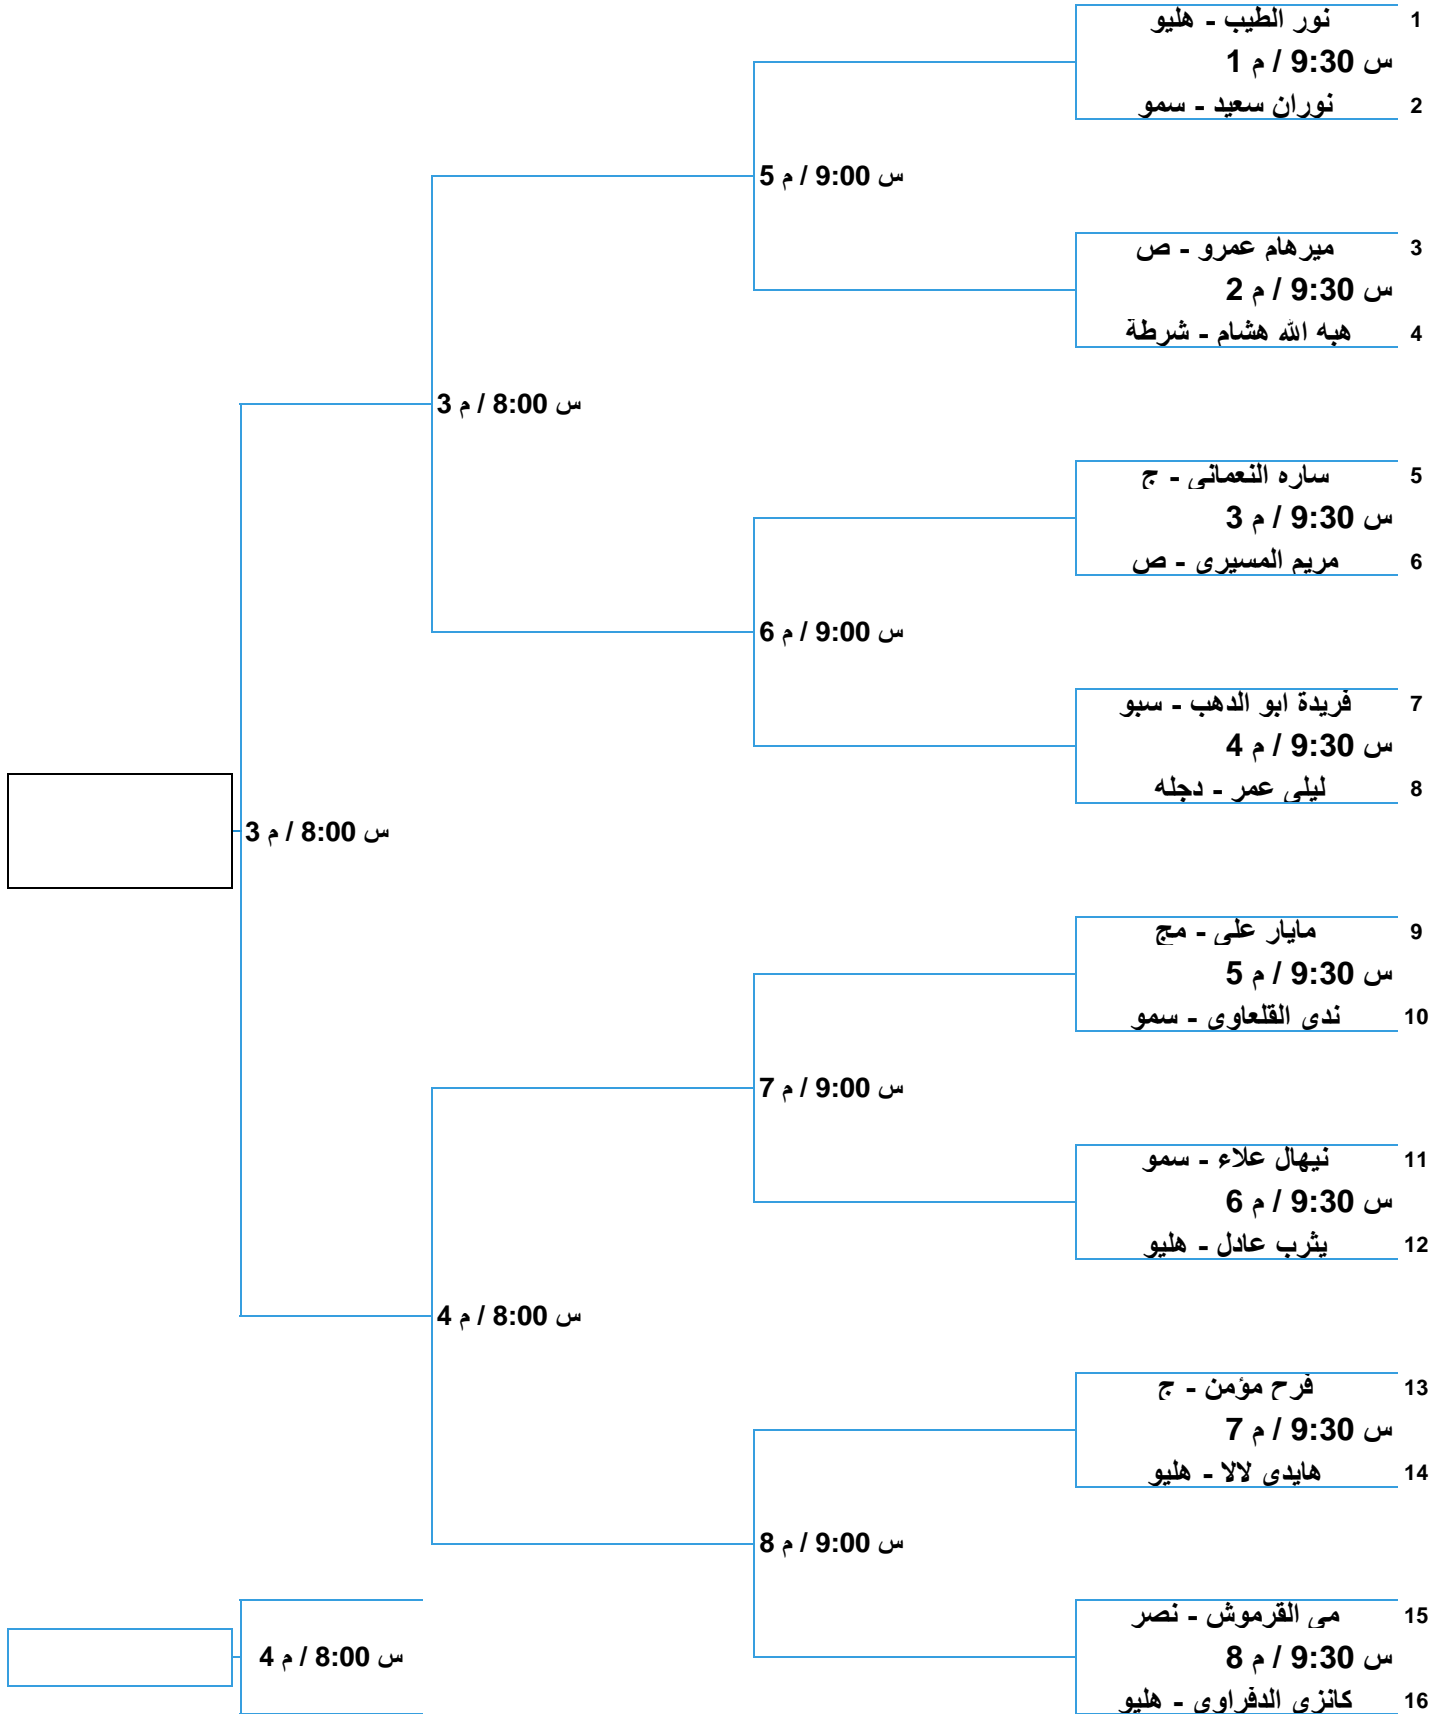 1 نور الطيب - هليو
س 9:30 / م 1
2 نوران سعيد - سمو
س 9:00 / م 5
3 ميرهام عمرو - ص
س 9:30 / م 2
4 هبه الله هشام - شرطة
س 8:00 / م 3
5 ساره النعمانى - ج
س 9:30 / م 3
6 مريم المسيرى - ص
س 9:00 / م 6
7 فريدة ابو الدهب - سبو
س 9:30 / م 4
8 ليلى عمر - دجله
س 8:00 / م 3
9 مايار على - مج
س 9:30 / م 5
10 ندى القلعاوى - سمو
س 9:00 / م 7
11 نيهال علاء - سمو
س 9:30 / م 6
12 يثرب عادل - هليو
س 8:00 / م 4
13 فرح مؤمن - ج
س 9:30 / م 7
14 هايدى لالا - هليو
س 9:00 / م 8
15 مى القرموش - نصر
س 9:30 / م 8
س 8:00 / م 4
16 كانزى الدفراوى - هليو